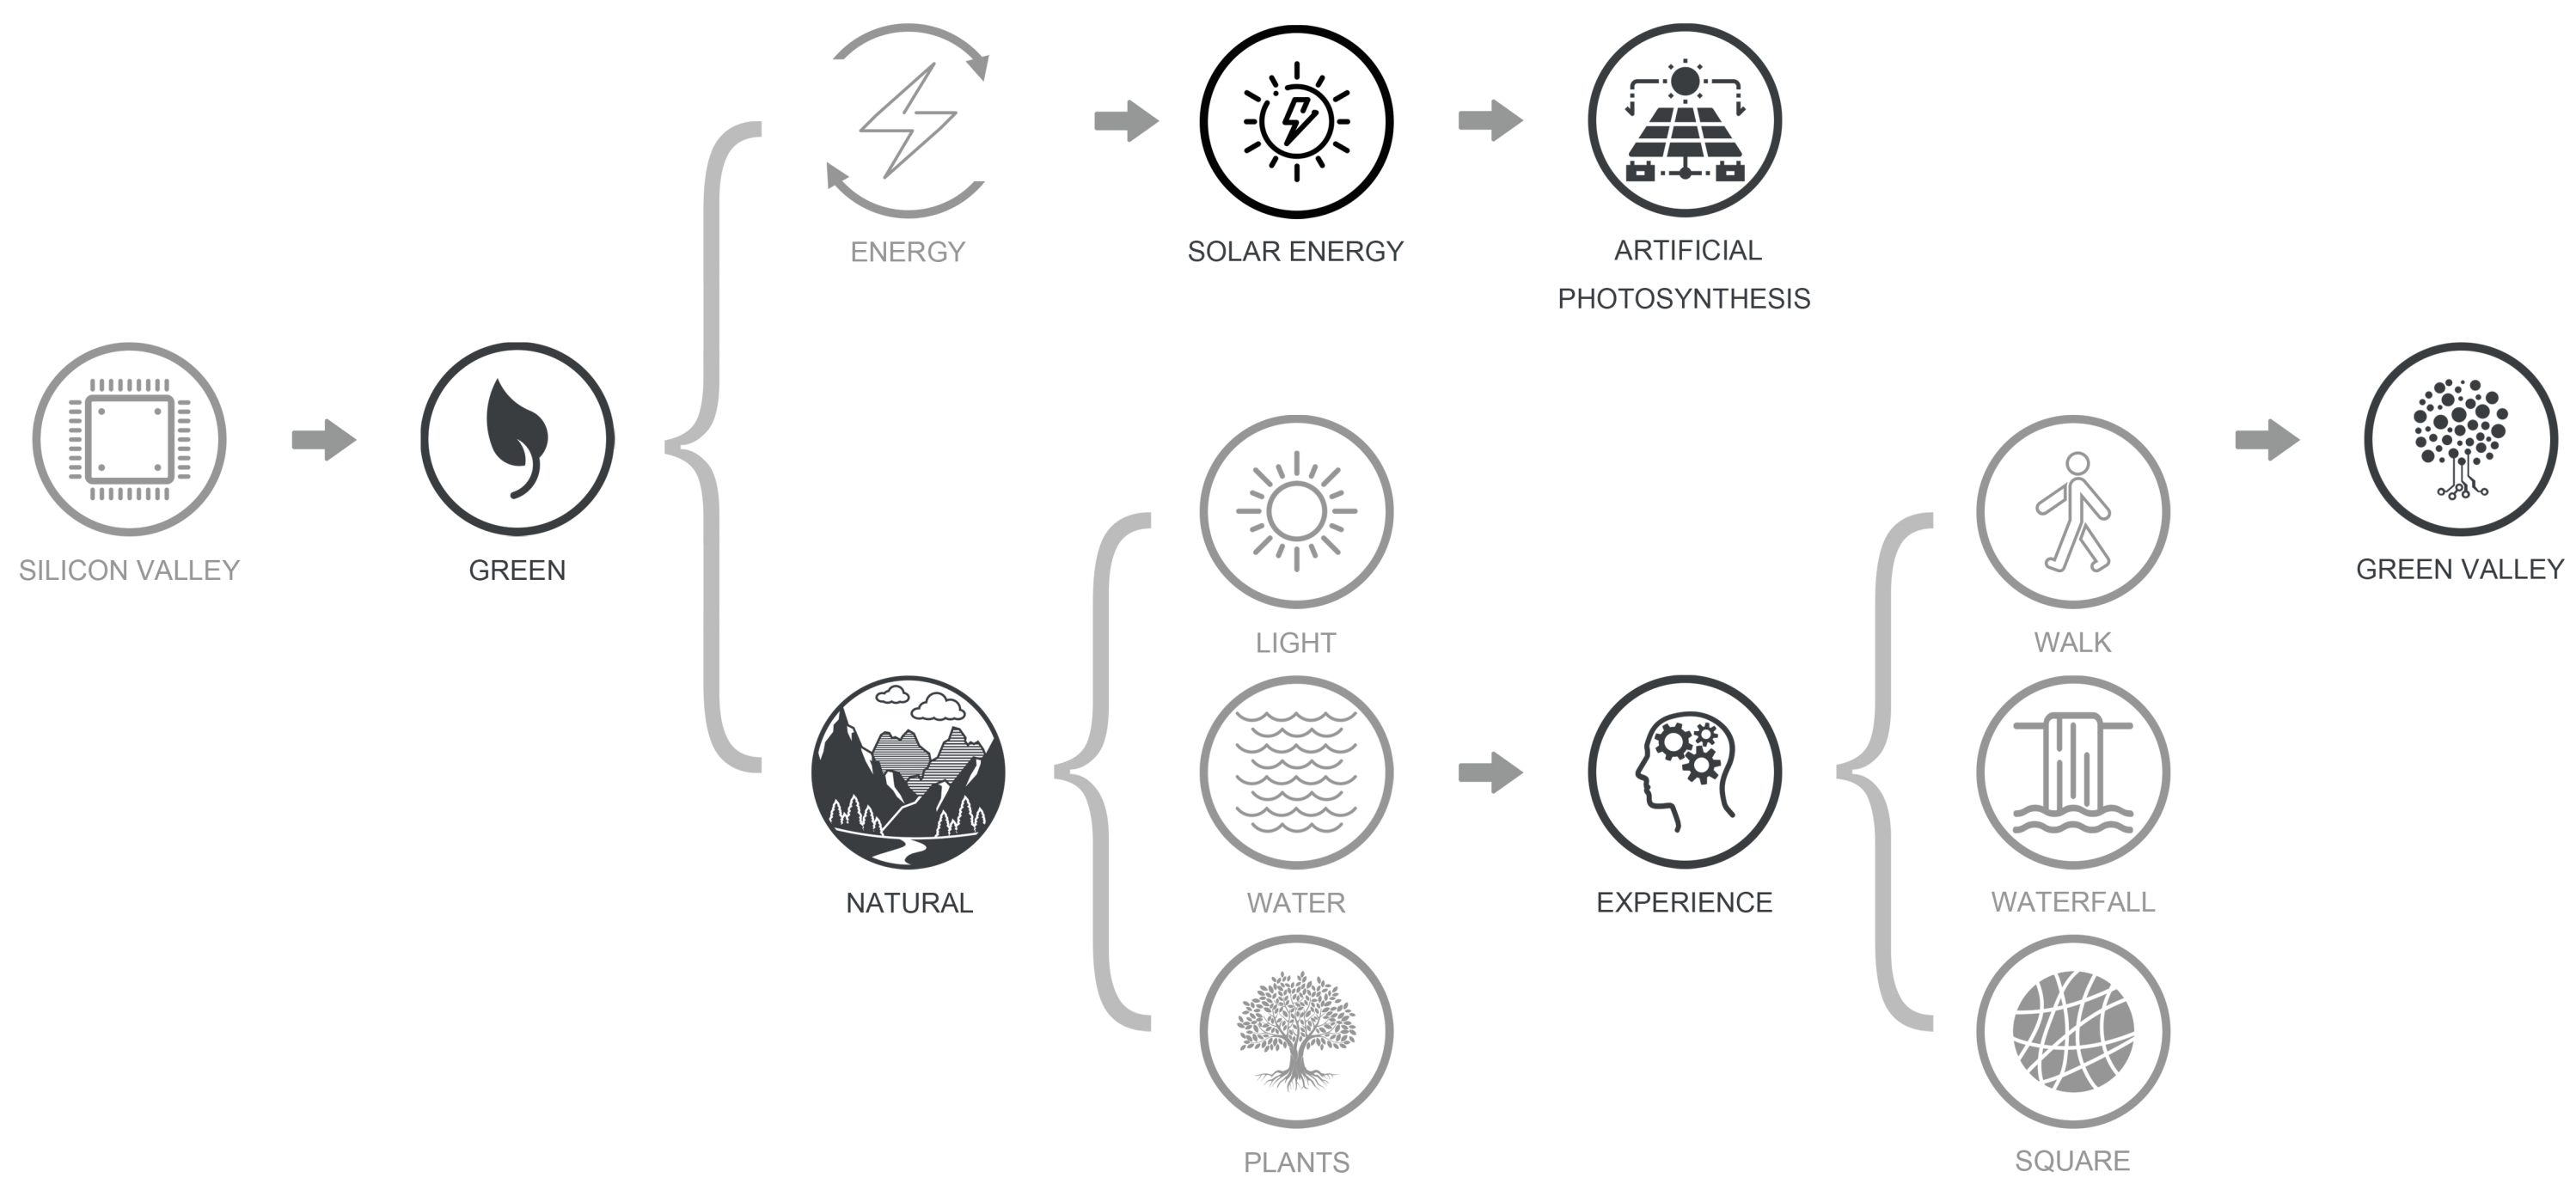 ENERGY
SOLAR ENERGY
ARTIFICIAL
PHOTOSYNTHESIS
SILICON VALLEY
GREEN
GREEN VALLEY
LIGHT
WALK
NATURAL
WATER
EXPERIENCE
WATERFALL
PLANTS
SQUARE